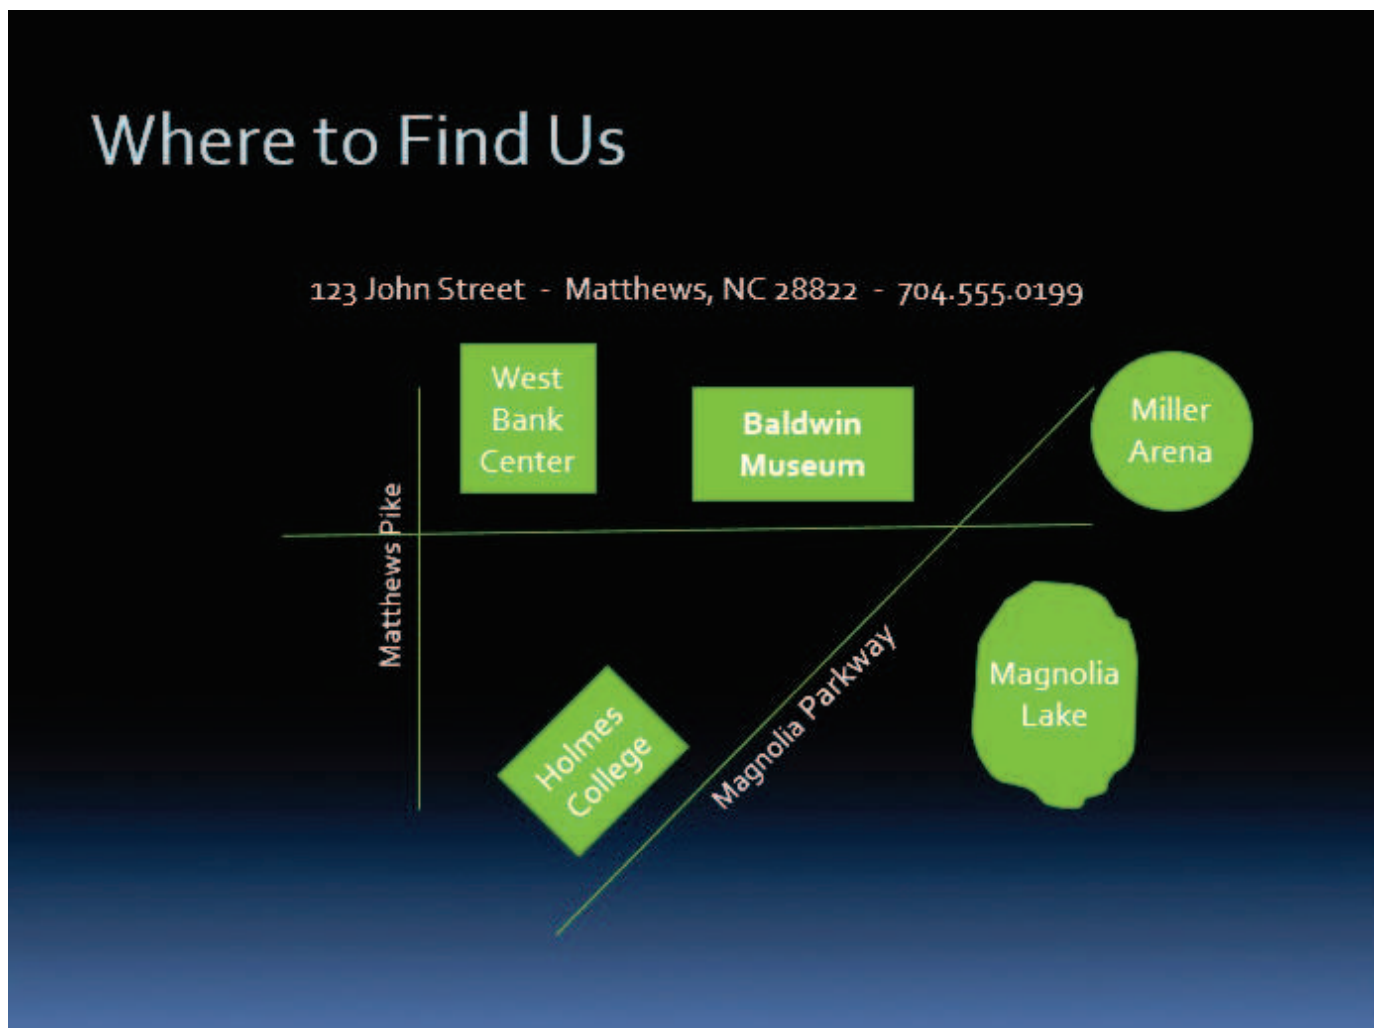 Where to Find Us
123 John Street - Matthews, NC 28822 - 704.555.0199
West
Bank
Center
Baldwin
Museum
Miller
Arena
Matthews Pike
Magnolia Parkway
Magnolia
Lake
Holmes
College